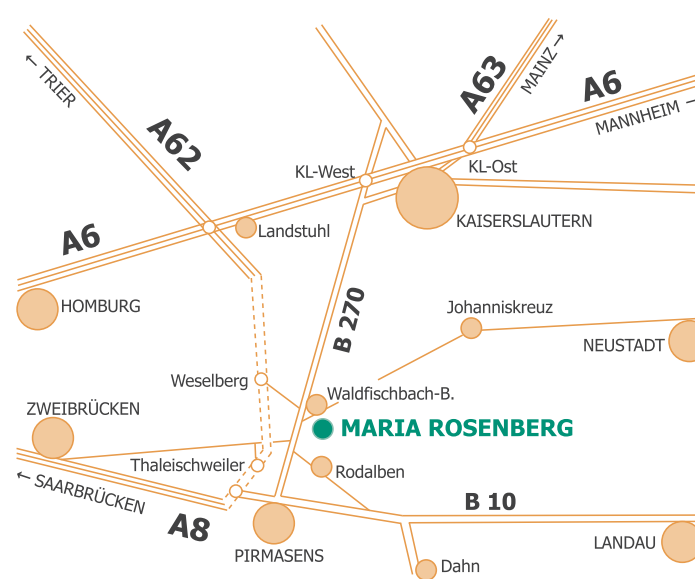 ← TRIER
A62
A63
MAINZ →
A6
MANNHEIM →
KL-West
KL-Ost
KAISERSLAUTERN
A6
Landstuhl
HOMBURG
B 270
Johanniskreuz
NEUSTADT
Weselberg
Waldfischbach-B.
ZWEIBRÜCKEN
MARIA ROSENBERG
Thaleischweiler
Rodalben
← SAARBRÜCKEN
A8
B 10
PIRMASENS
LANDAU
Dahn